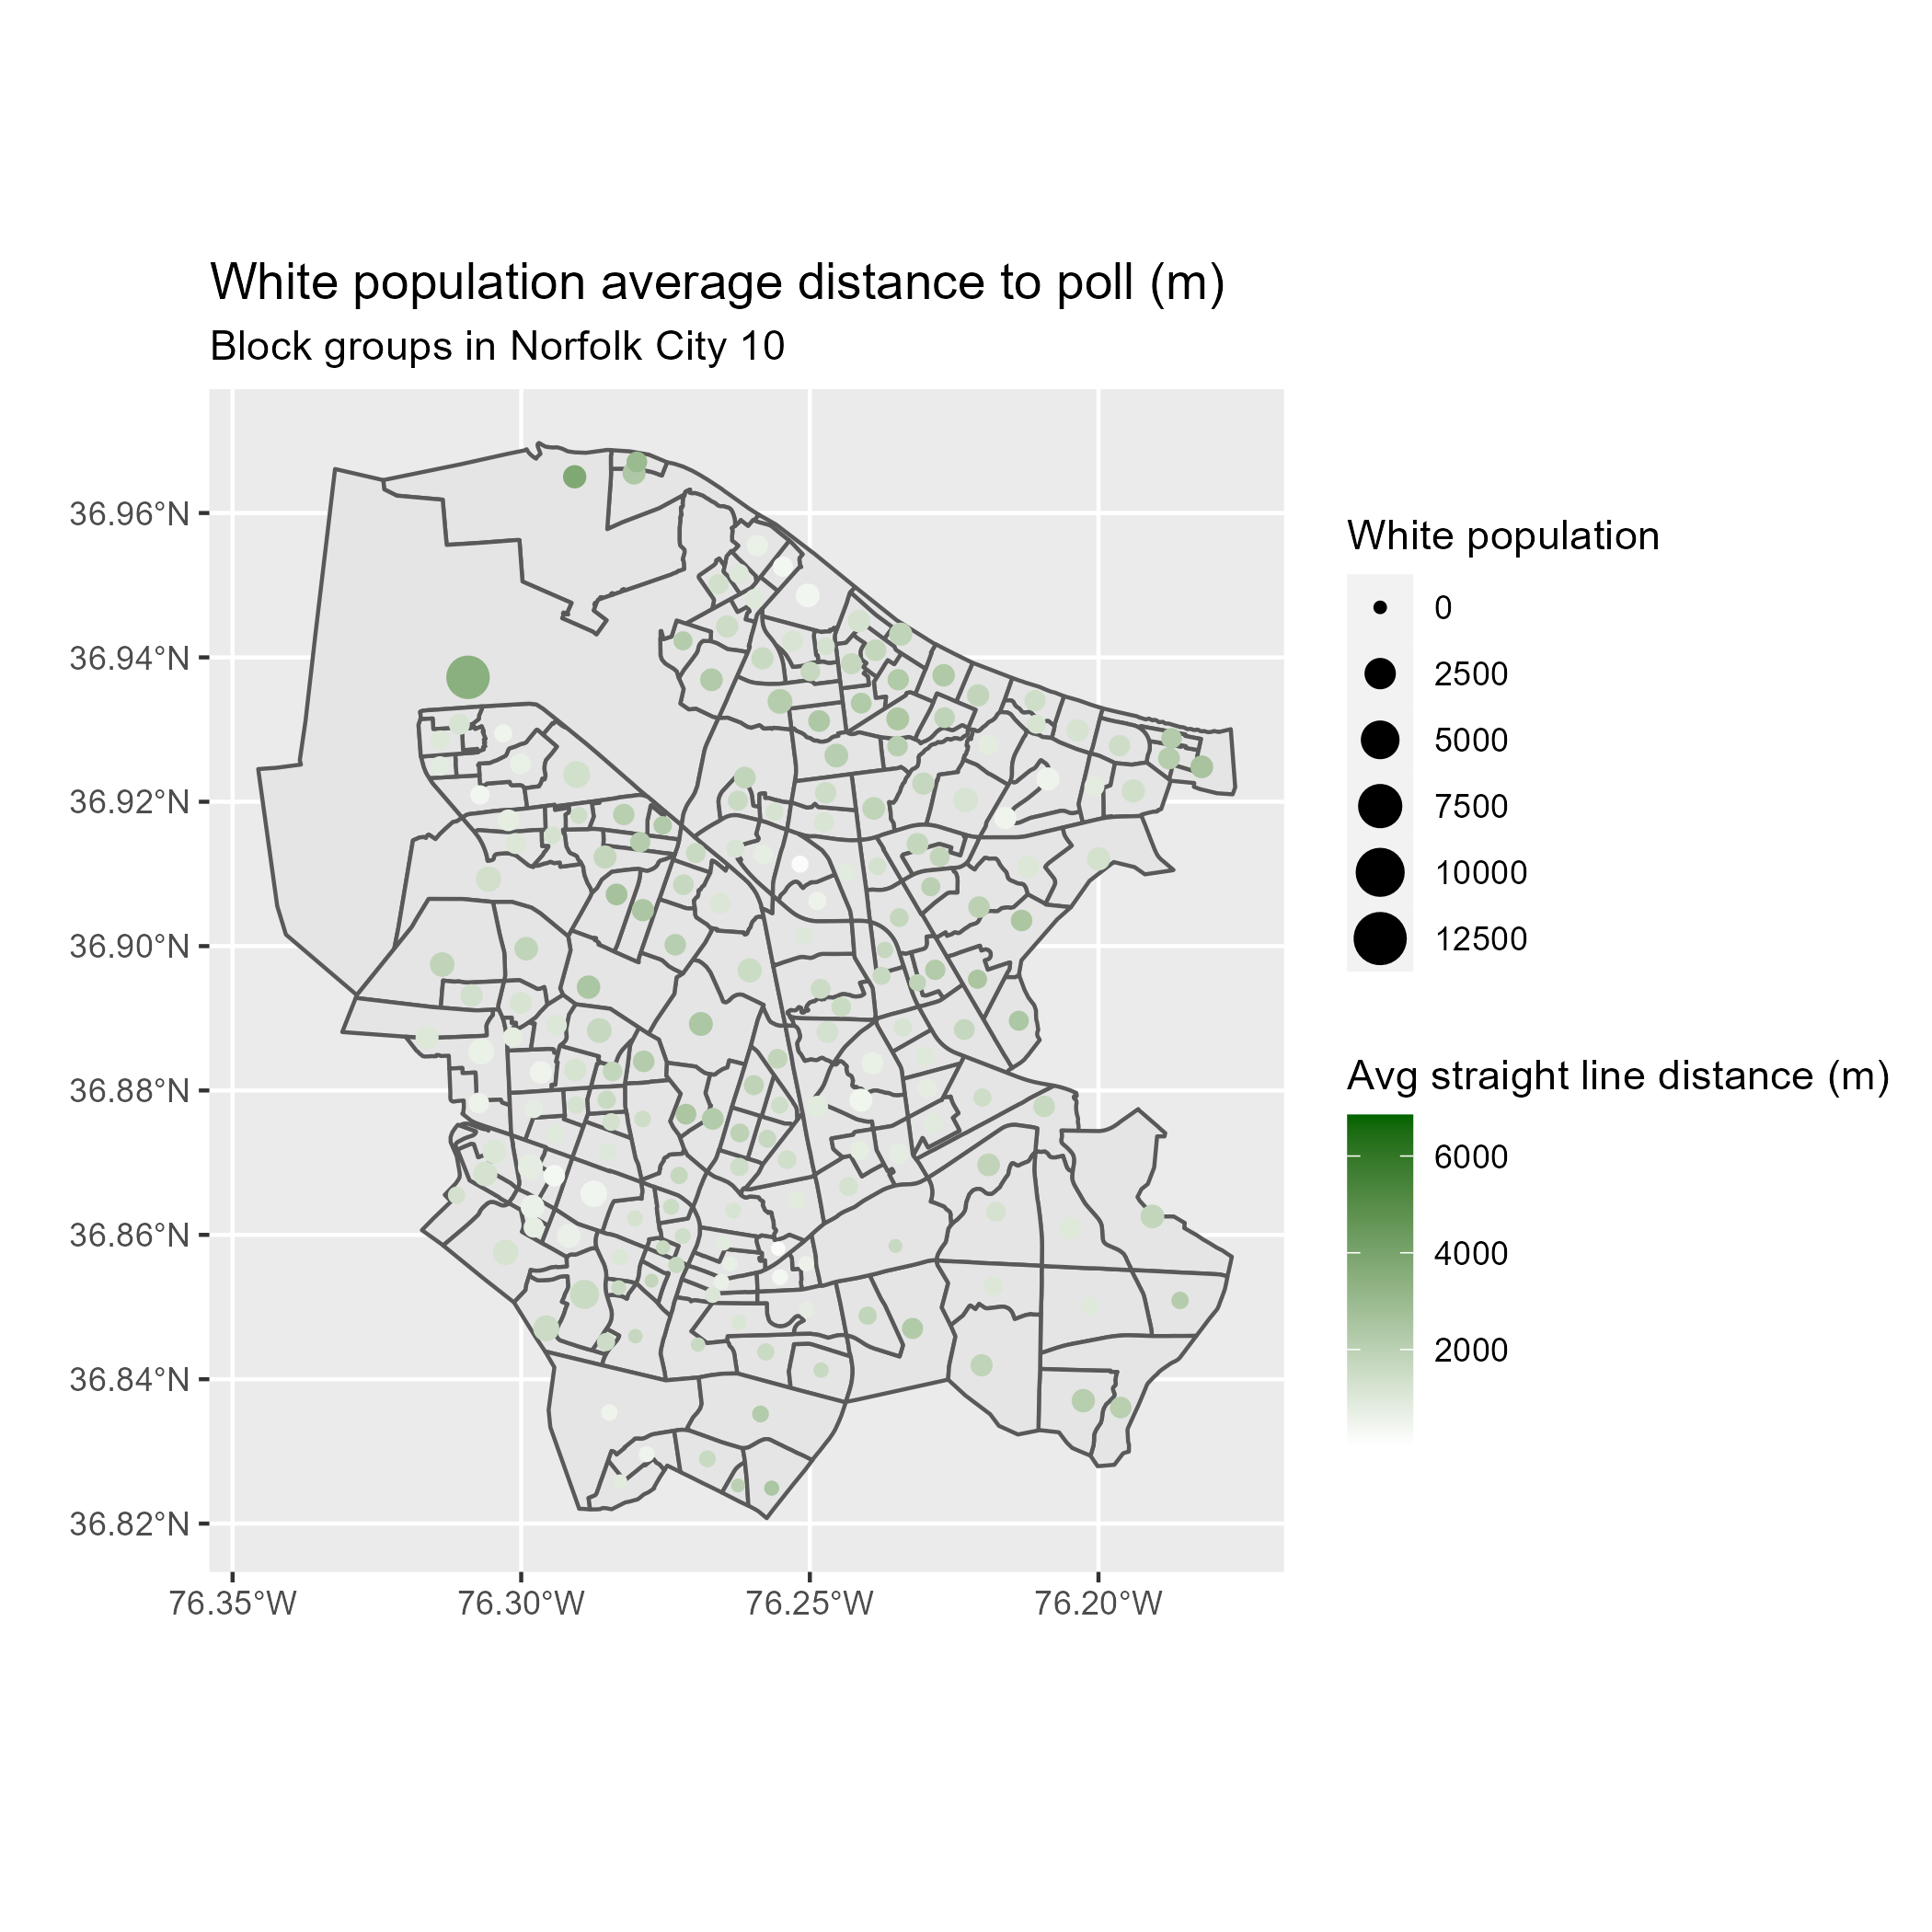 White population average distance to poll (m)
Block groups in Norfolk City 10
36.96°N
36.94°N
36.92°N
36.90°N
36.88°N
36.86°N
36.84°N
36.82°N
76.35°W
76.30°W
76.25°W
76.20°W
White population
0
2500
5000
7500
10000
12500
Avg straight line distance (m)
6000
4000
2000